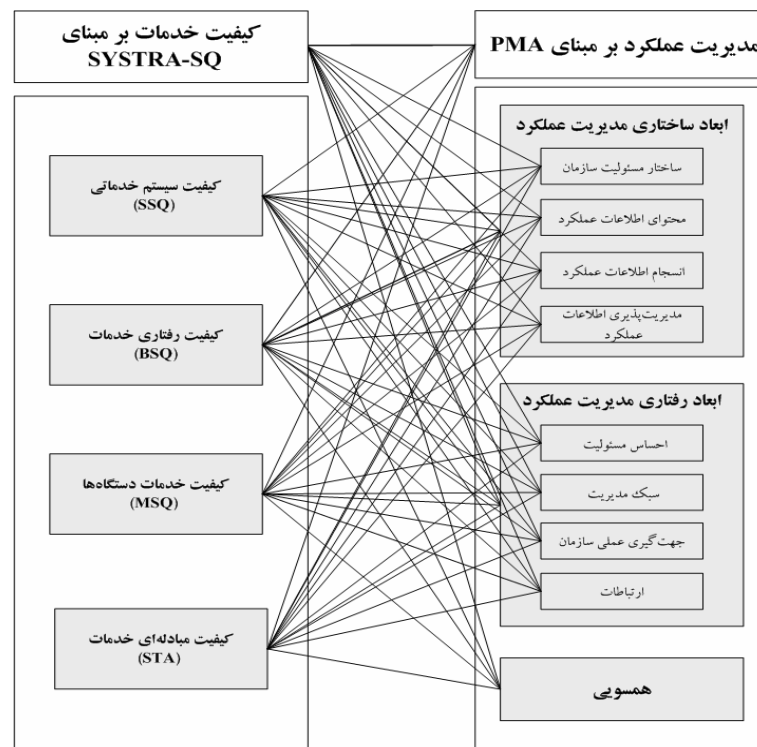 مدیریت عملکرد بر مبنای PMA
ابعاد ساختاری مدیریت عملکرد
ساختار مسئولیت سازمان
محتوای اطلاعات عملکرد
انسجام اطلاعات عملکرد
مدیریت‌پذیری اطلاعات
عملکرد
ابعاد رفتاری مدیریت عملکرد
احساس مسئولیت
سبک مدیریت
جهت‌گیری عملی سازمان
ارتباطات
همسویی
کیفیت خدمات بر مبنای
SYSTRA-SQ
کیفیت سیستم خدماتی
(SSQ)
کیفیت رفتاری خدمات
(BSQ)
کیفیت خدمات دستگاه‌ها
(MSQ)
کیفیت مبادله‌ای خدمات
(STA)